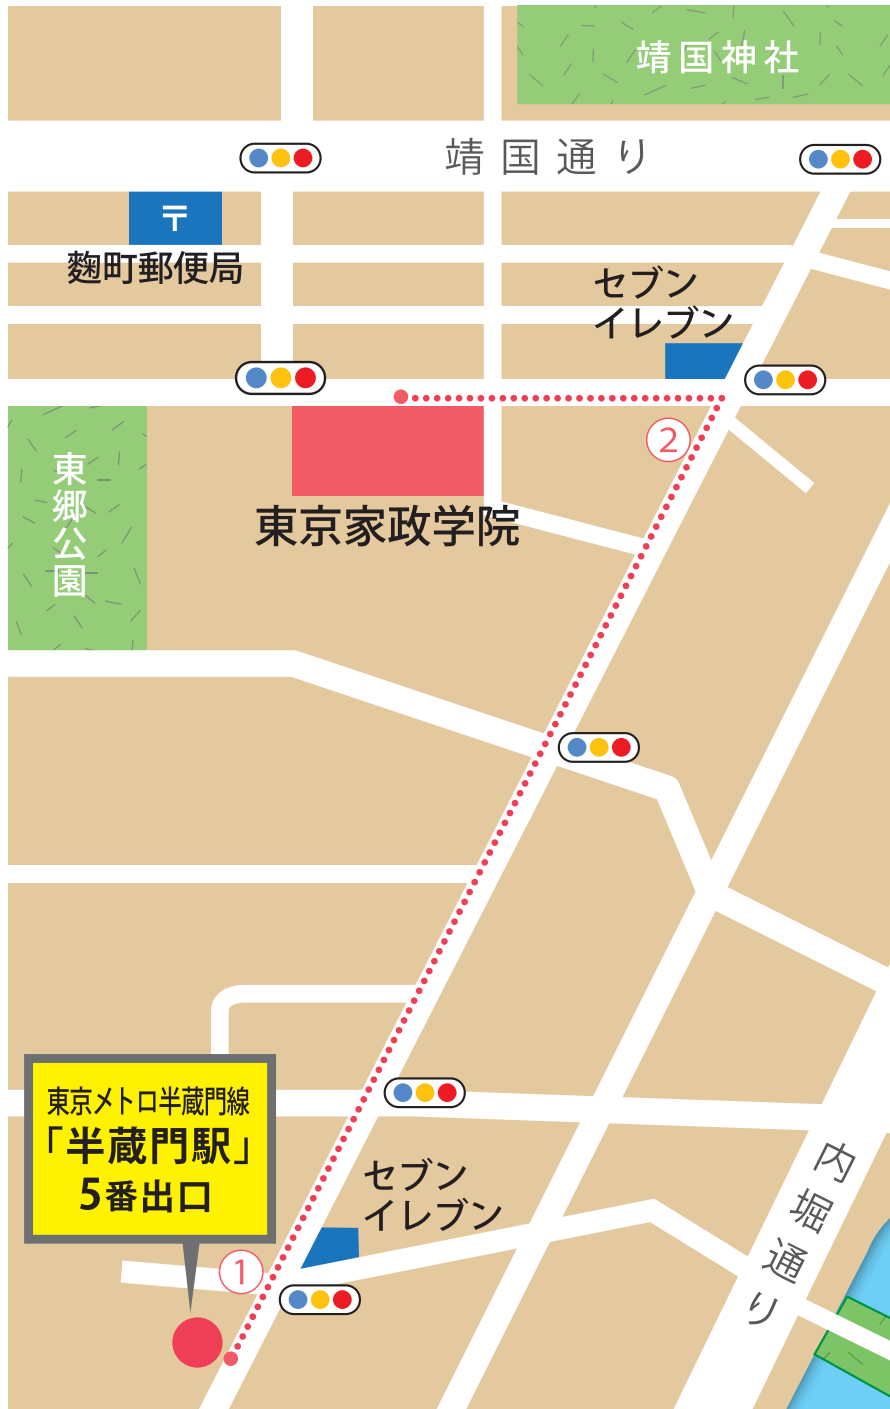 靖国神社
靖国通り
〒
麴町郵便局
セブン
イレブン
②
東郷公園
東京家政学院
東京メトロ半蔵門線
「半蔵門駅」
5番出口
セブン
イレブン
①
内堀通り